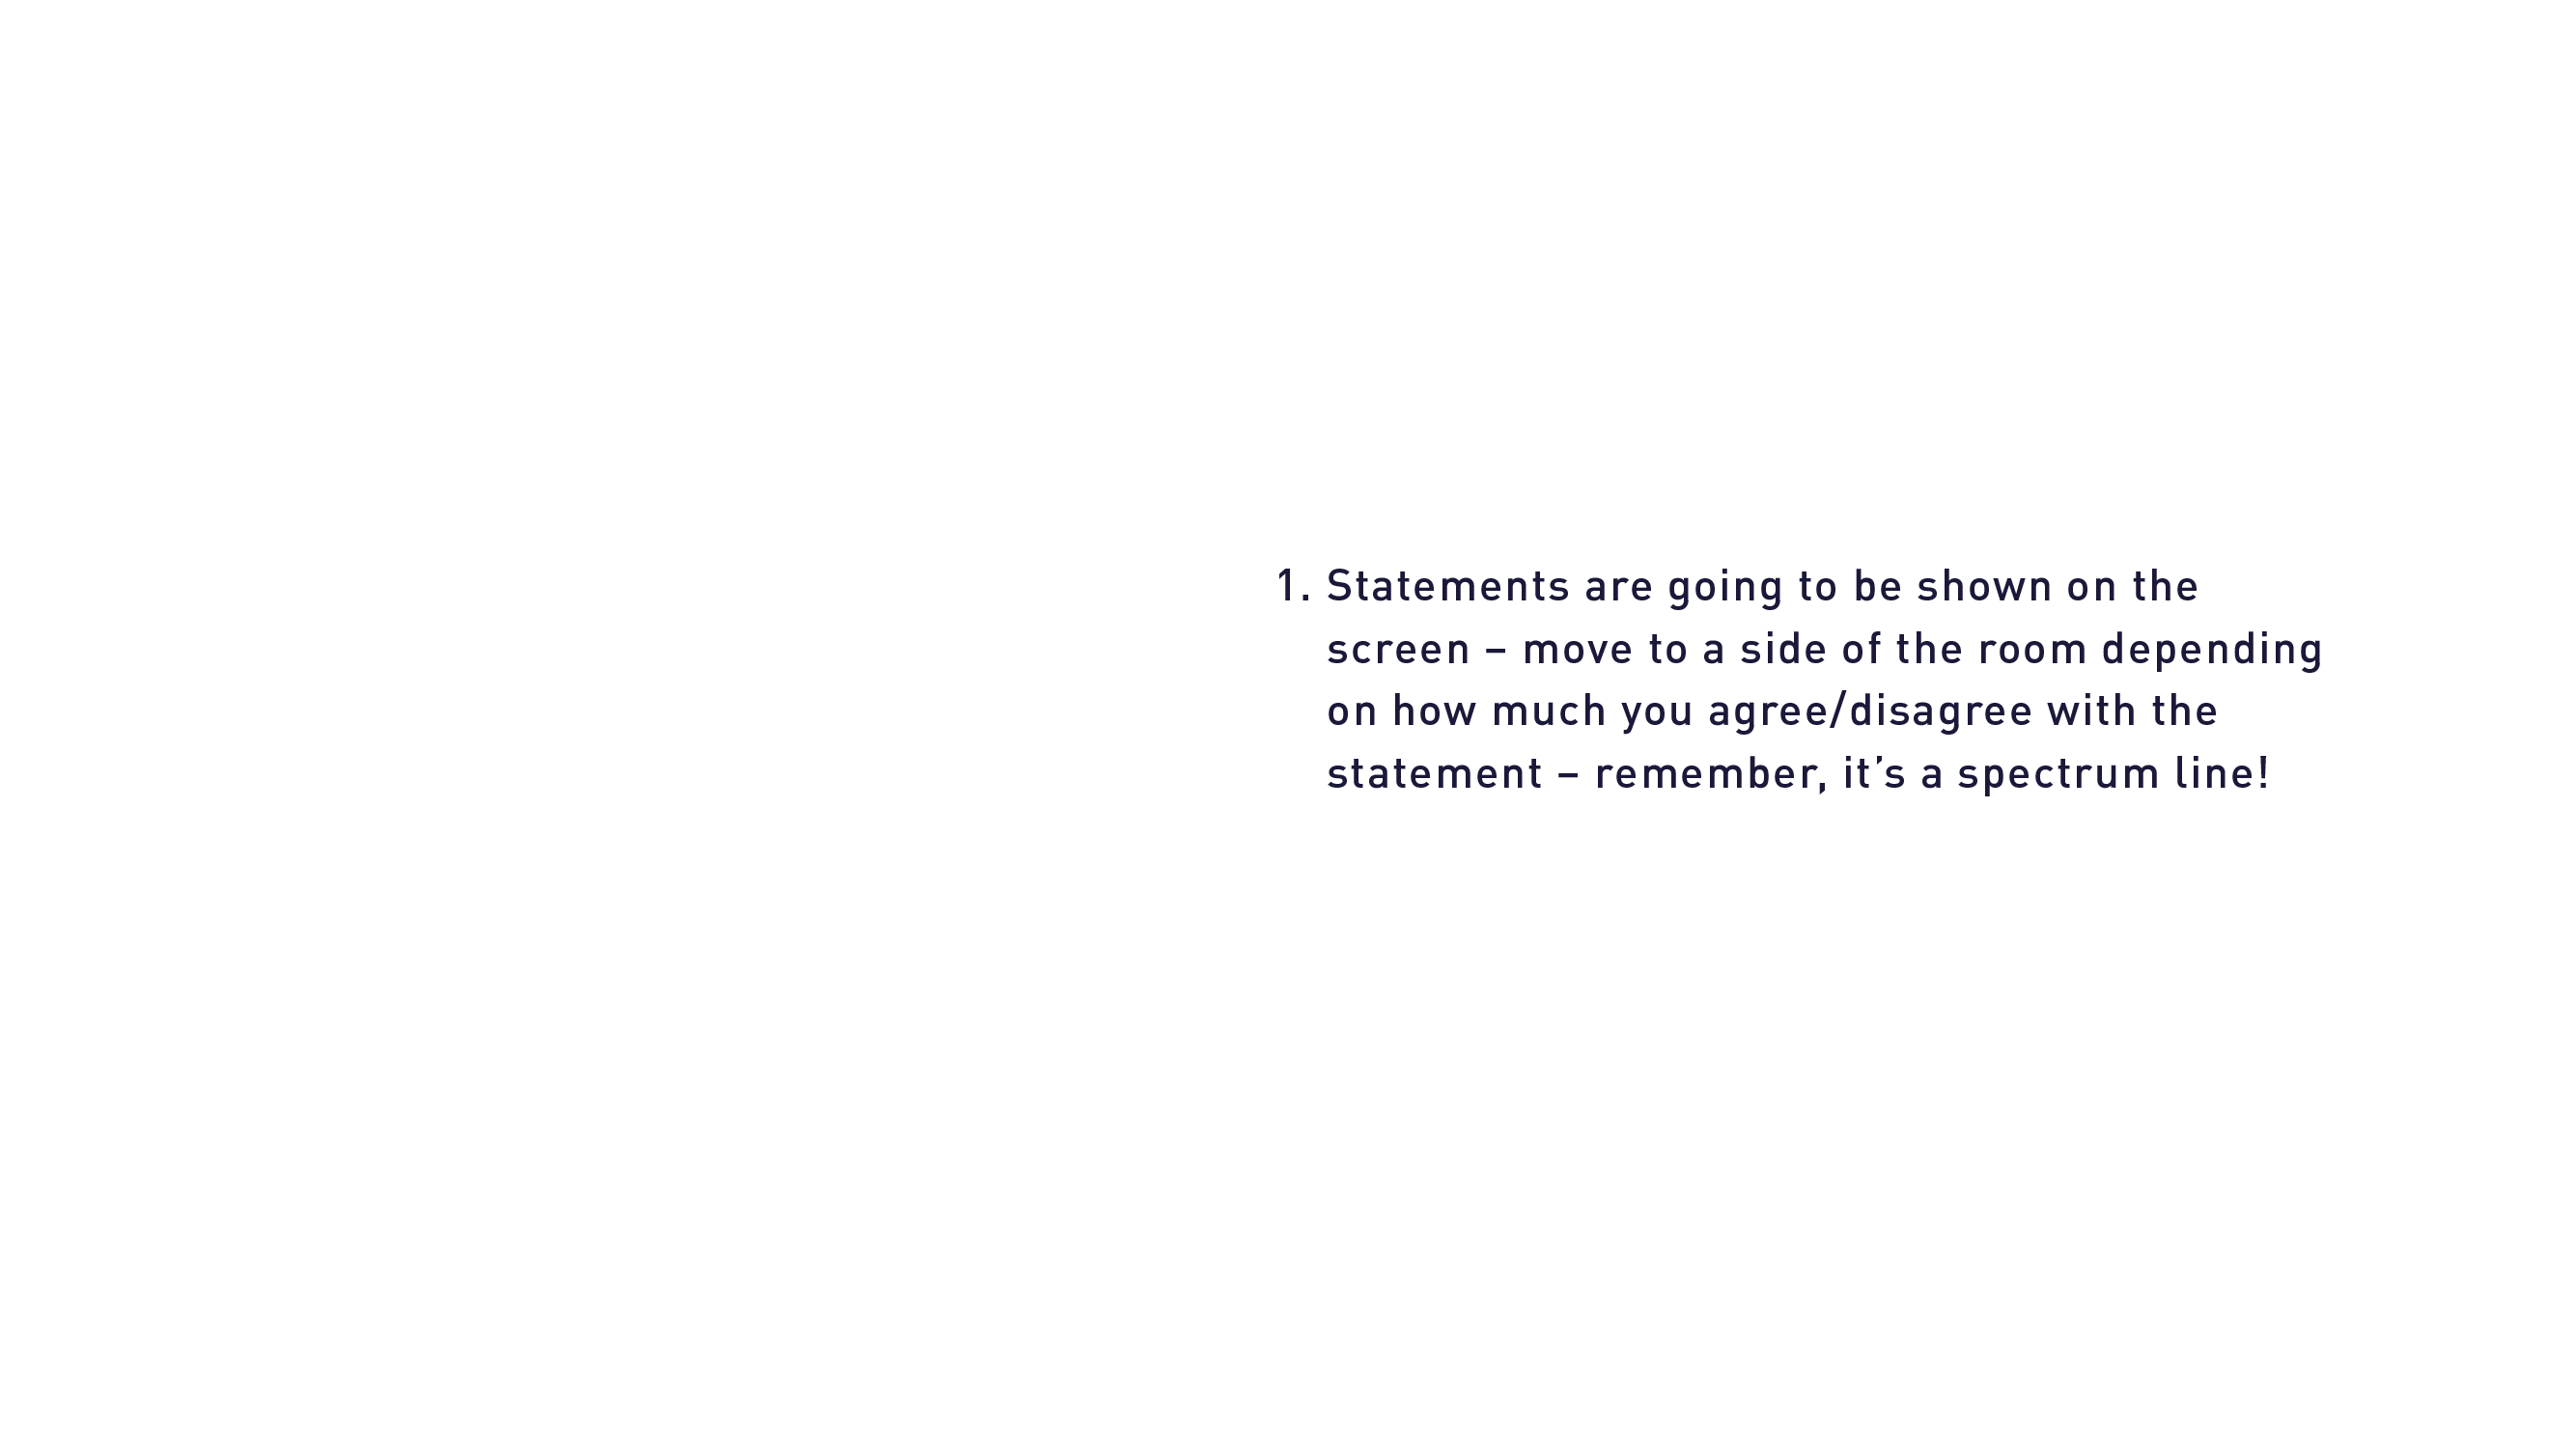 1. Statements are going to be shown on the
screen – move to a side of the room depending
on how much you agree/disagree with the
statement – remember, it’s a spectrum line!